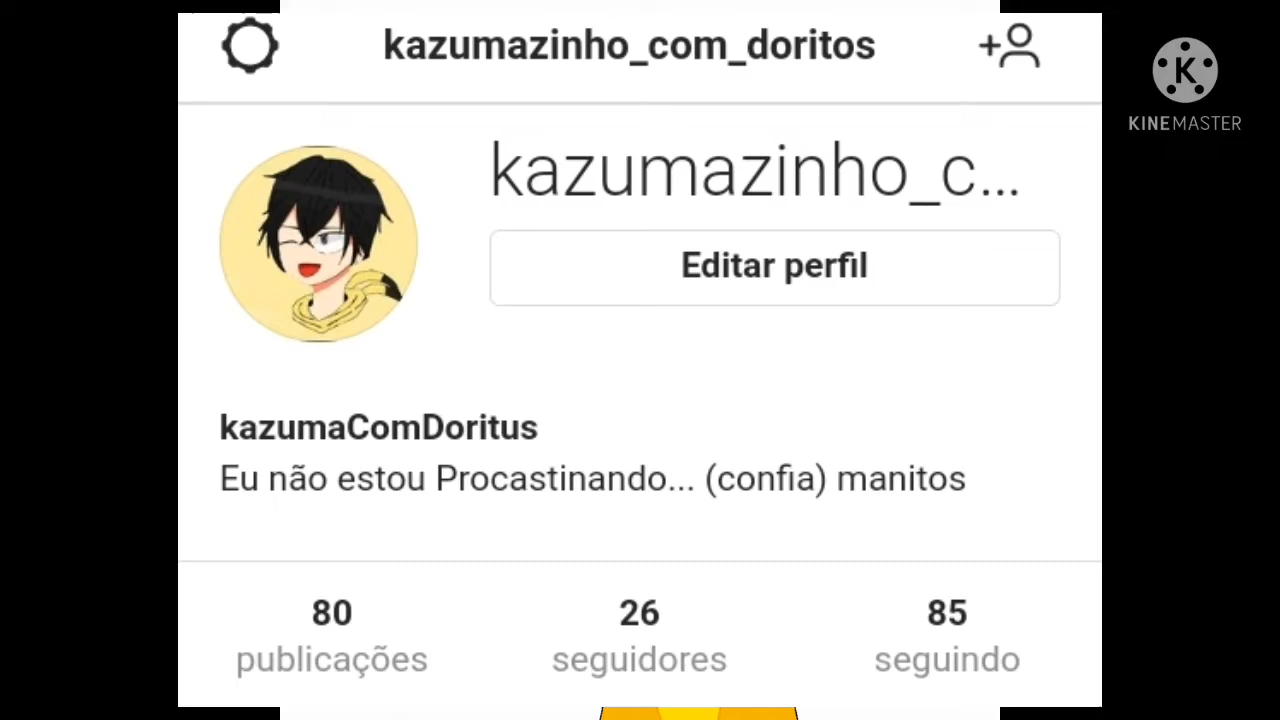 kazumazinho_com_doritos
K
KINEMASTER
kazumazinho_c...
Editar perfil
kazumaComDoritus
Eu não estou Procastinando... (confia) manitos
80 26 85
publicações seguidores seguindo